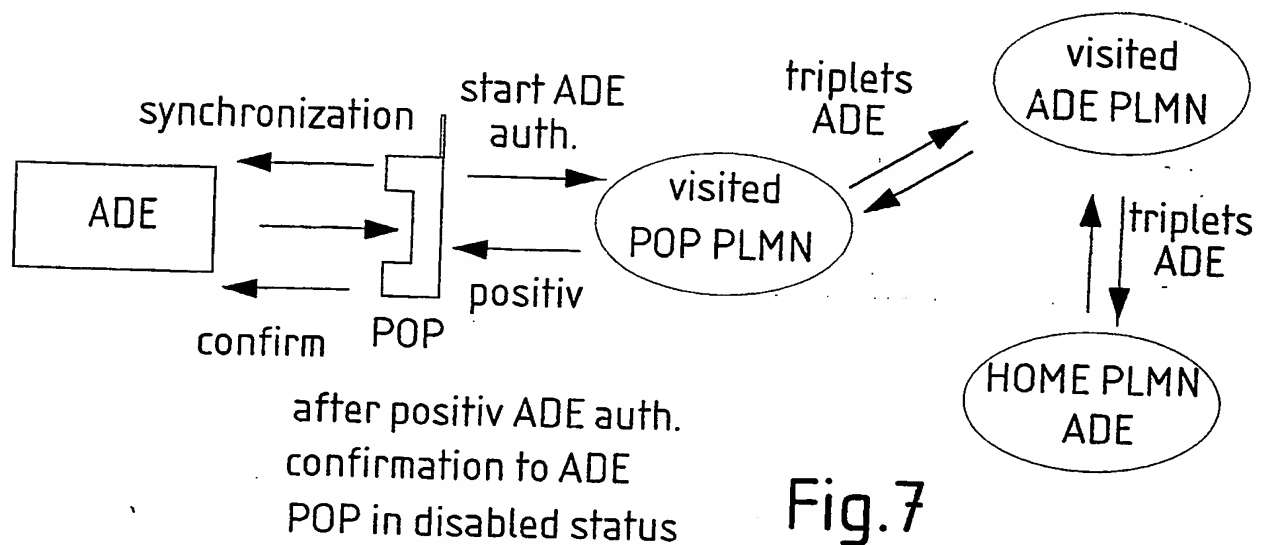 synchronization
start ADE
auth.
triplets
ADE
visited
ADE PLMN
ADE
visited
POP PLMN
triplets
ADE
positiv
confirm
POP
HOME PLMN
ADE
after positiv ADE auth.
confirmation to ADE
POP in disabled status
Fig.7